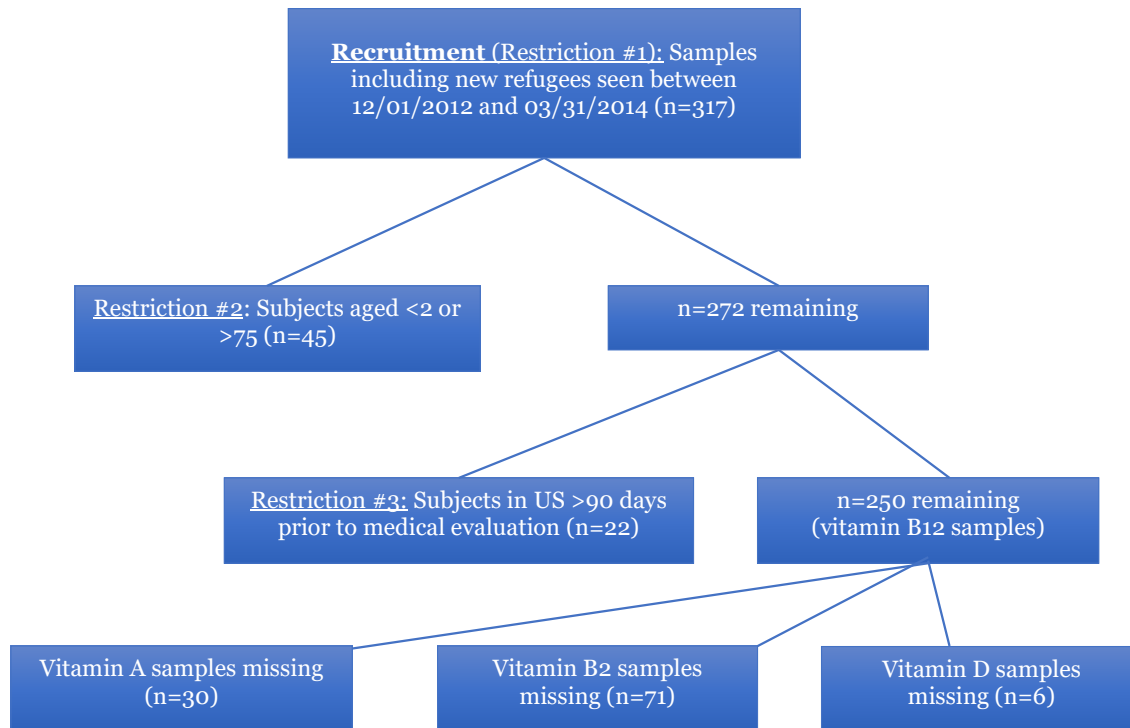 Recruitment (Restriction #1): Samples
including new refugees seen between
12/01/2012 and 03/31/2014 (n=317)
Restriction #2: Subjects aged <2 or
>75 (n=45)
n=272 remaining
Restriction #3: Subjects in US >90 days
prior to medical evaluation (n=22)
n=250 remaining
(vitamin B12 samples)
Vitamin A samples missing
(n=30)
Vitamin B2 samples
missing (n=71)
Vitamin D samples
missing (n=6)